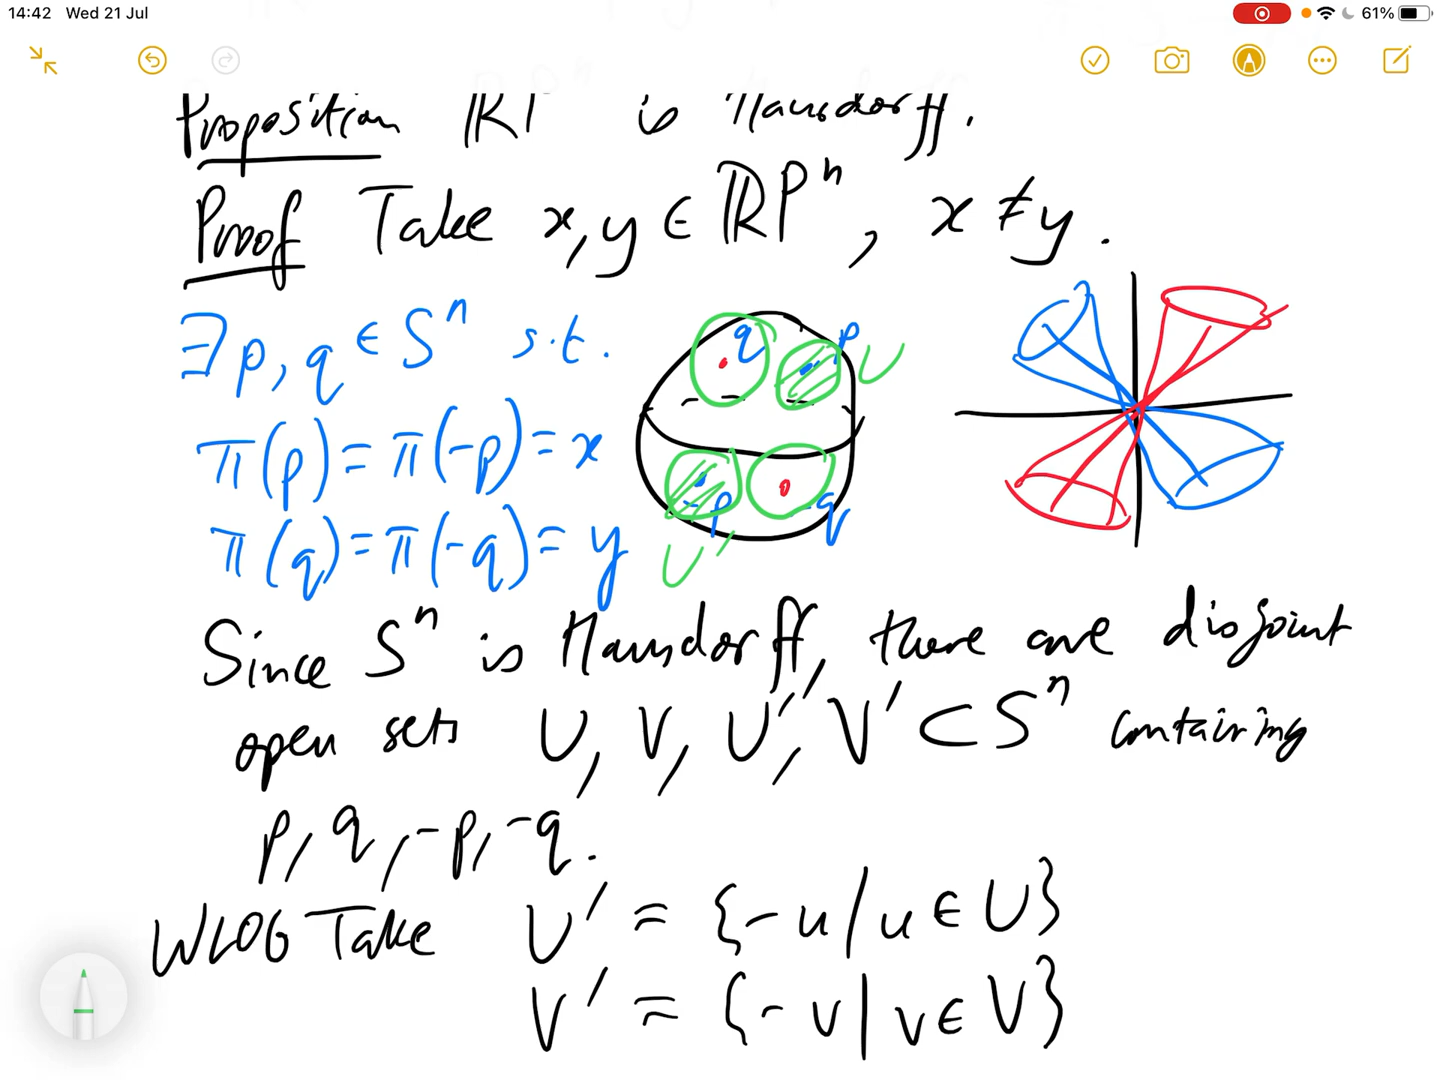 14:42 Wed 21 Jul
61%
Proposition RP^n is Hausdorff.
Proof Take x, y ∈ RP^n, x ≠ y.
∃ p, q ∈ S^n s.t.
π(p) = π(-p) = x
π(q) = π(-q) = y
q p U
-p -q
U'
Since S^n is Hausdorff, there are disjoint
open sets U, V, U', V' ⊂ S^n containing
p, q, -p, -q.
WLOG Take U' = {-u | u ∈ U}
V' = {-v | v ∈ V}